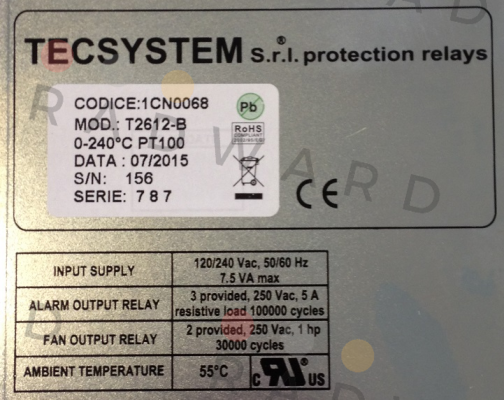 TECSYSTEM S.r.l.® protection relays
CODICE:1CN0068
MOD.: T2612-B
0-240°C PT100
DATA : 07/2015
S/N: 156
SERIE: 7 8 7
Pb
RoHS
COMPLIANT
CE
INPUT SUPPLY 120/240 Vac, 50/60 Hz
7.5 VA max
ALARM OUTPUT RELAY 3 provided, 250 Vac, 5 A
resistive load 100000 cycles
FAN OUTPUT RELAY 2 provided, 250 Vac, 1 hp
30000 cycles
AMBIENT TEMPERATURE 55°C c RU US
RADWARD